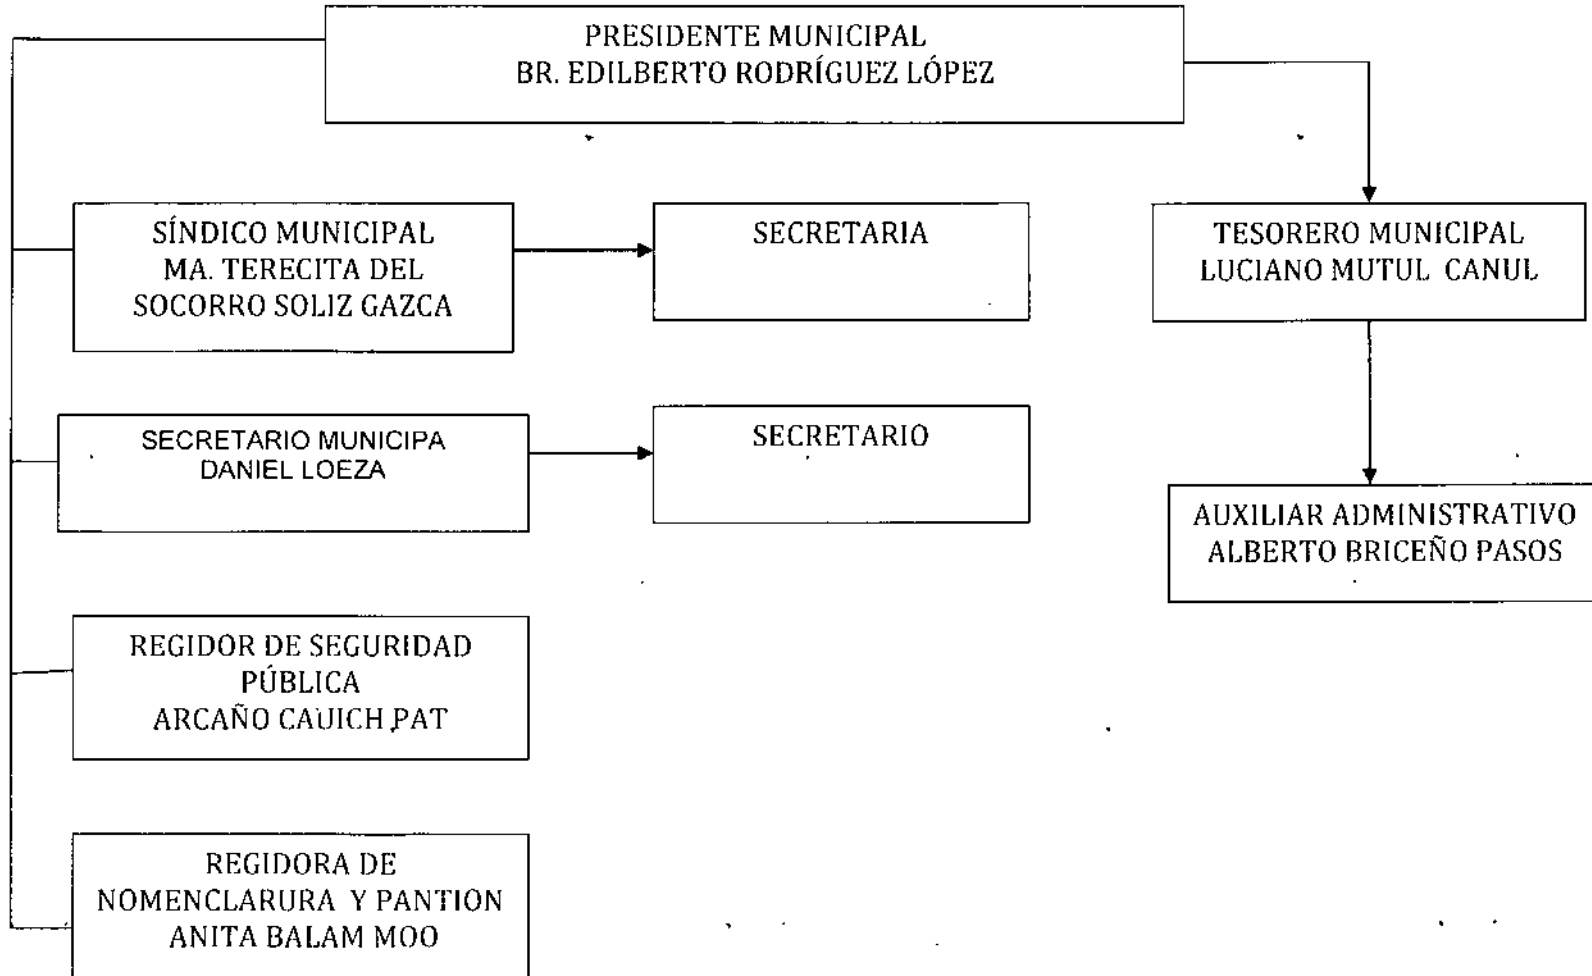 PRESIDENTE MUNICIPAL
BR. EDILBERTO RODRÍGUEZ LÓPEZ
SÍNDICO MUNICIPAL
MA. TERECITA DEL
SOCORRO SOLIZ GAZCA
SECRETARIA
TESORERO MUNICIPAL
LUCIANO MUTUL CANUL
SECRETARIO MUNICIPA
DANIEL LOEZA
SECRETARIO
AUXILIAR ADMINISTRATIVO
ALBERTO BRICEÑO PASOS
REGIDOR DE SEGURIDAD
PÚBLICA
ARCAÑO CAUICH PAT
REGIDORA DE
NOMENCLARURA Y PANTION
ANITA BALAM MOO